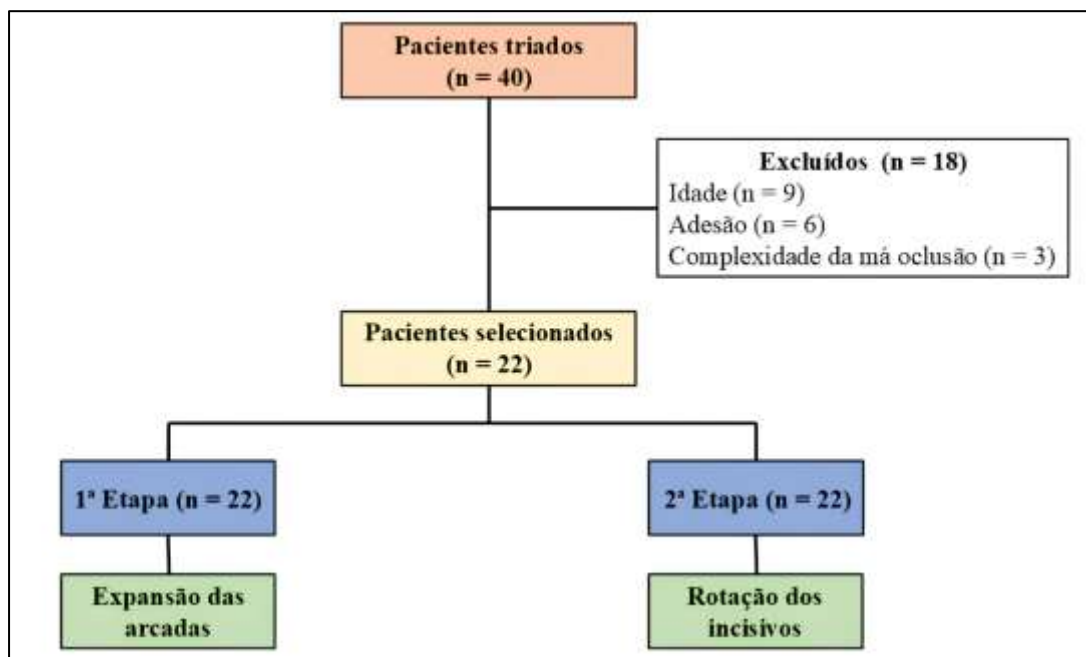 Pacientes triados
(n = 40)
Excluídos (n = 18)
Idade (n = 9)
Adesão (n = 6)
Complexidade da má oclusão (n = 3)
Pacientes selecionados
(n = 22)
1ª Etapa (n = 22)
2ª Etapa (n = 22)
Expansão das
arcadas
Rotação dos
incisivos